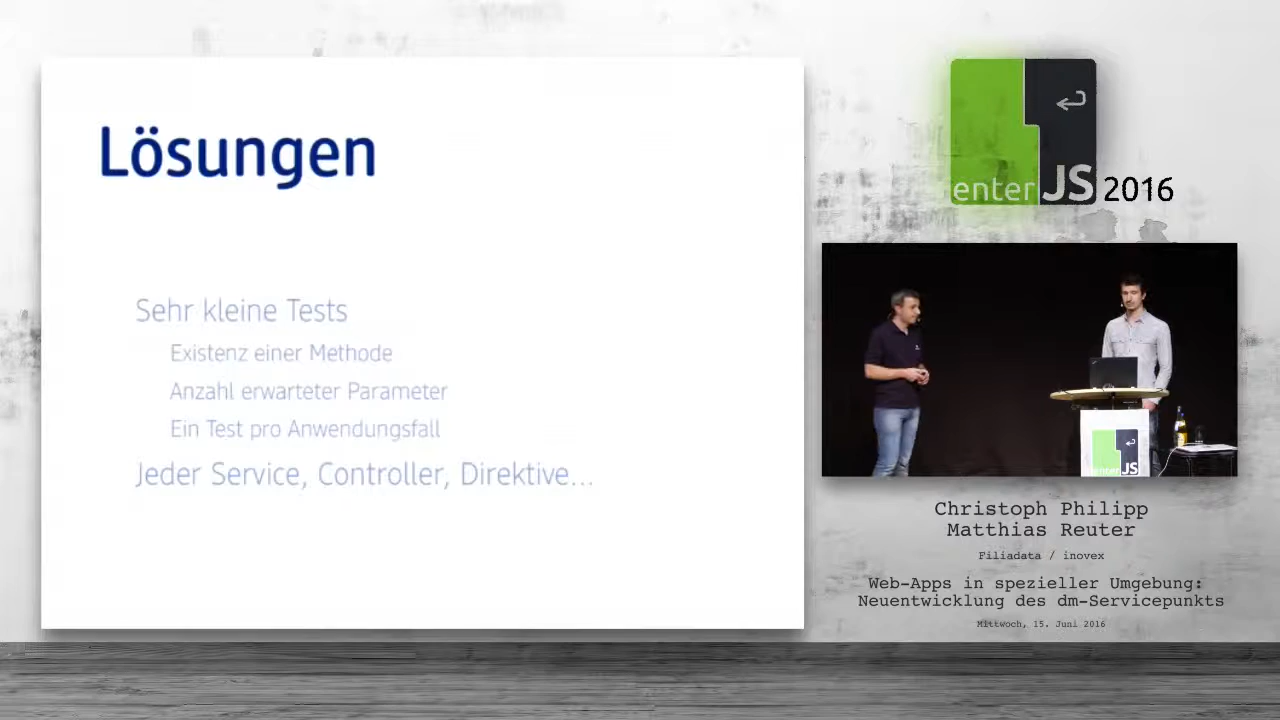 Lösungen
Sehr kleine Tests
Existenz einer Methode
Anzahl erwarteter Parameter
Ein Test pro Anwendungsfall
Jeder Service, Controller, Direktive...
enterJS 2016
enterJS
Christoph Philipp
Matthias Reuter
Filiadata / inovex
Web-Apps in spezieller Umgebung:
Neuentwicklung des dm-Servicepunkts
Mittwoch, 15. Juni 2016